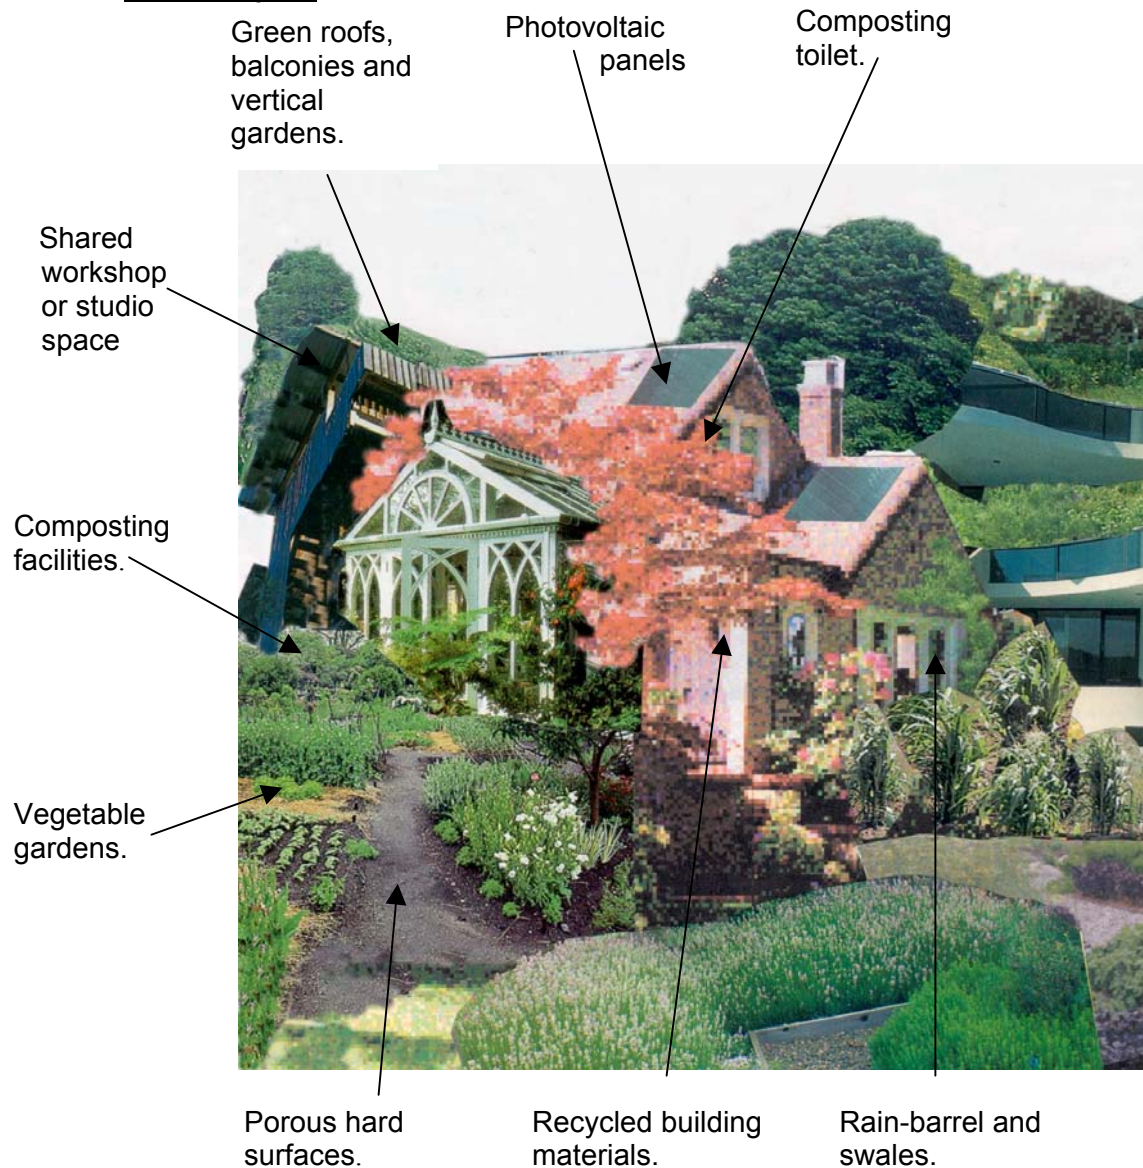 Green roofs,
balconies and
vertical
gardens.
Photovoltaic
panels
Composting
toilet.
Shared
workshop
or studio
space
Composting
facilities.
Vegetable
gardens.
Porous hard
surfaces.
Recycled building
materials.
Rain-barrel and
swales.